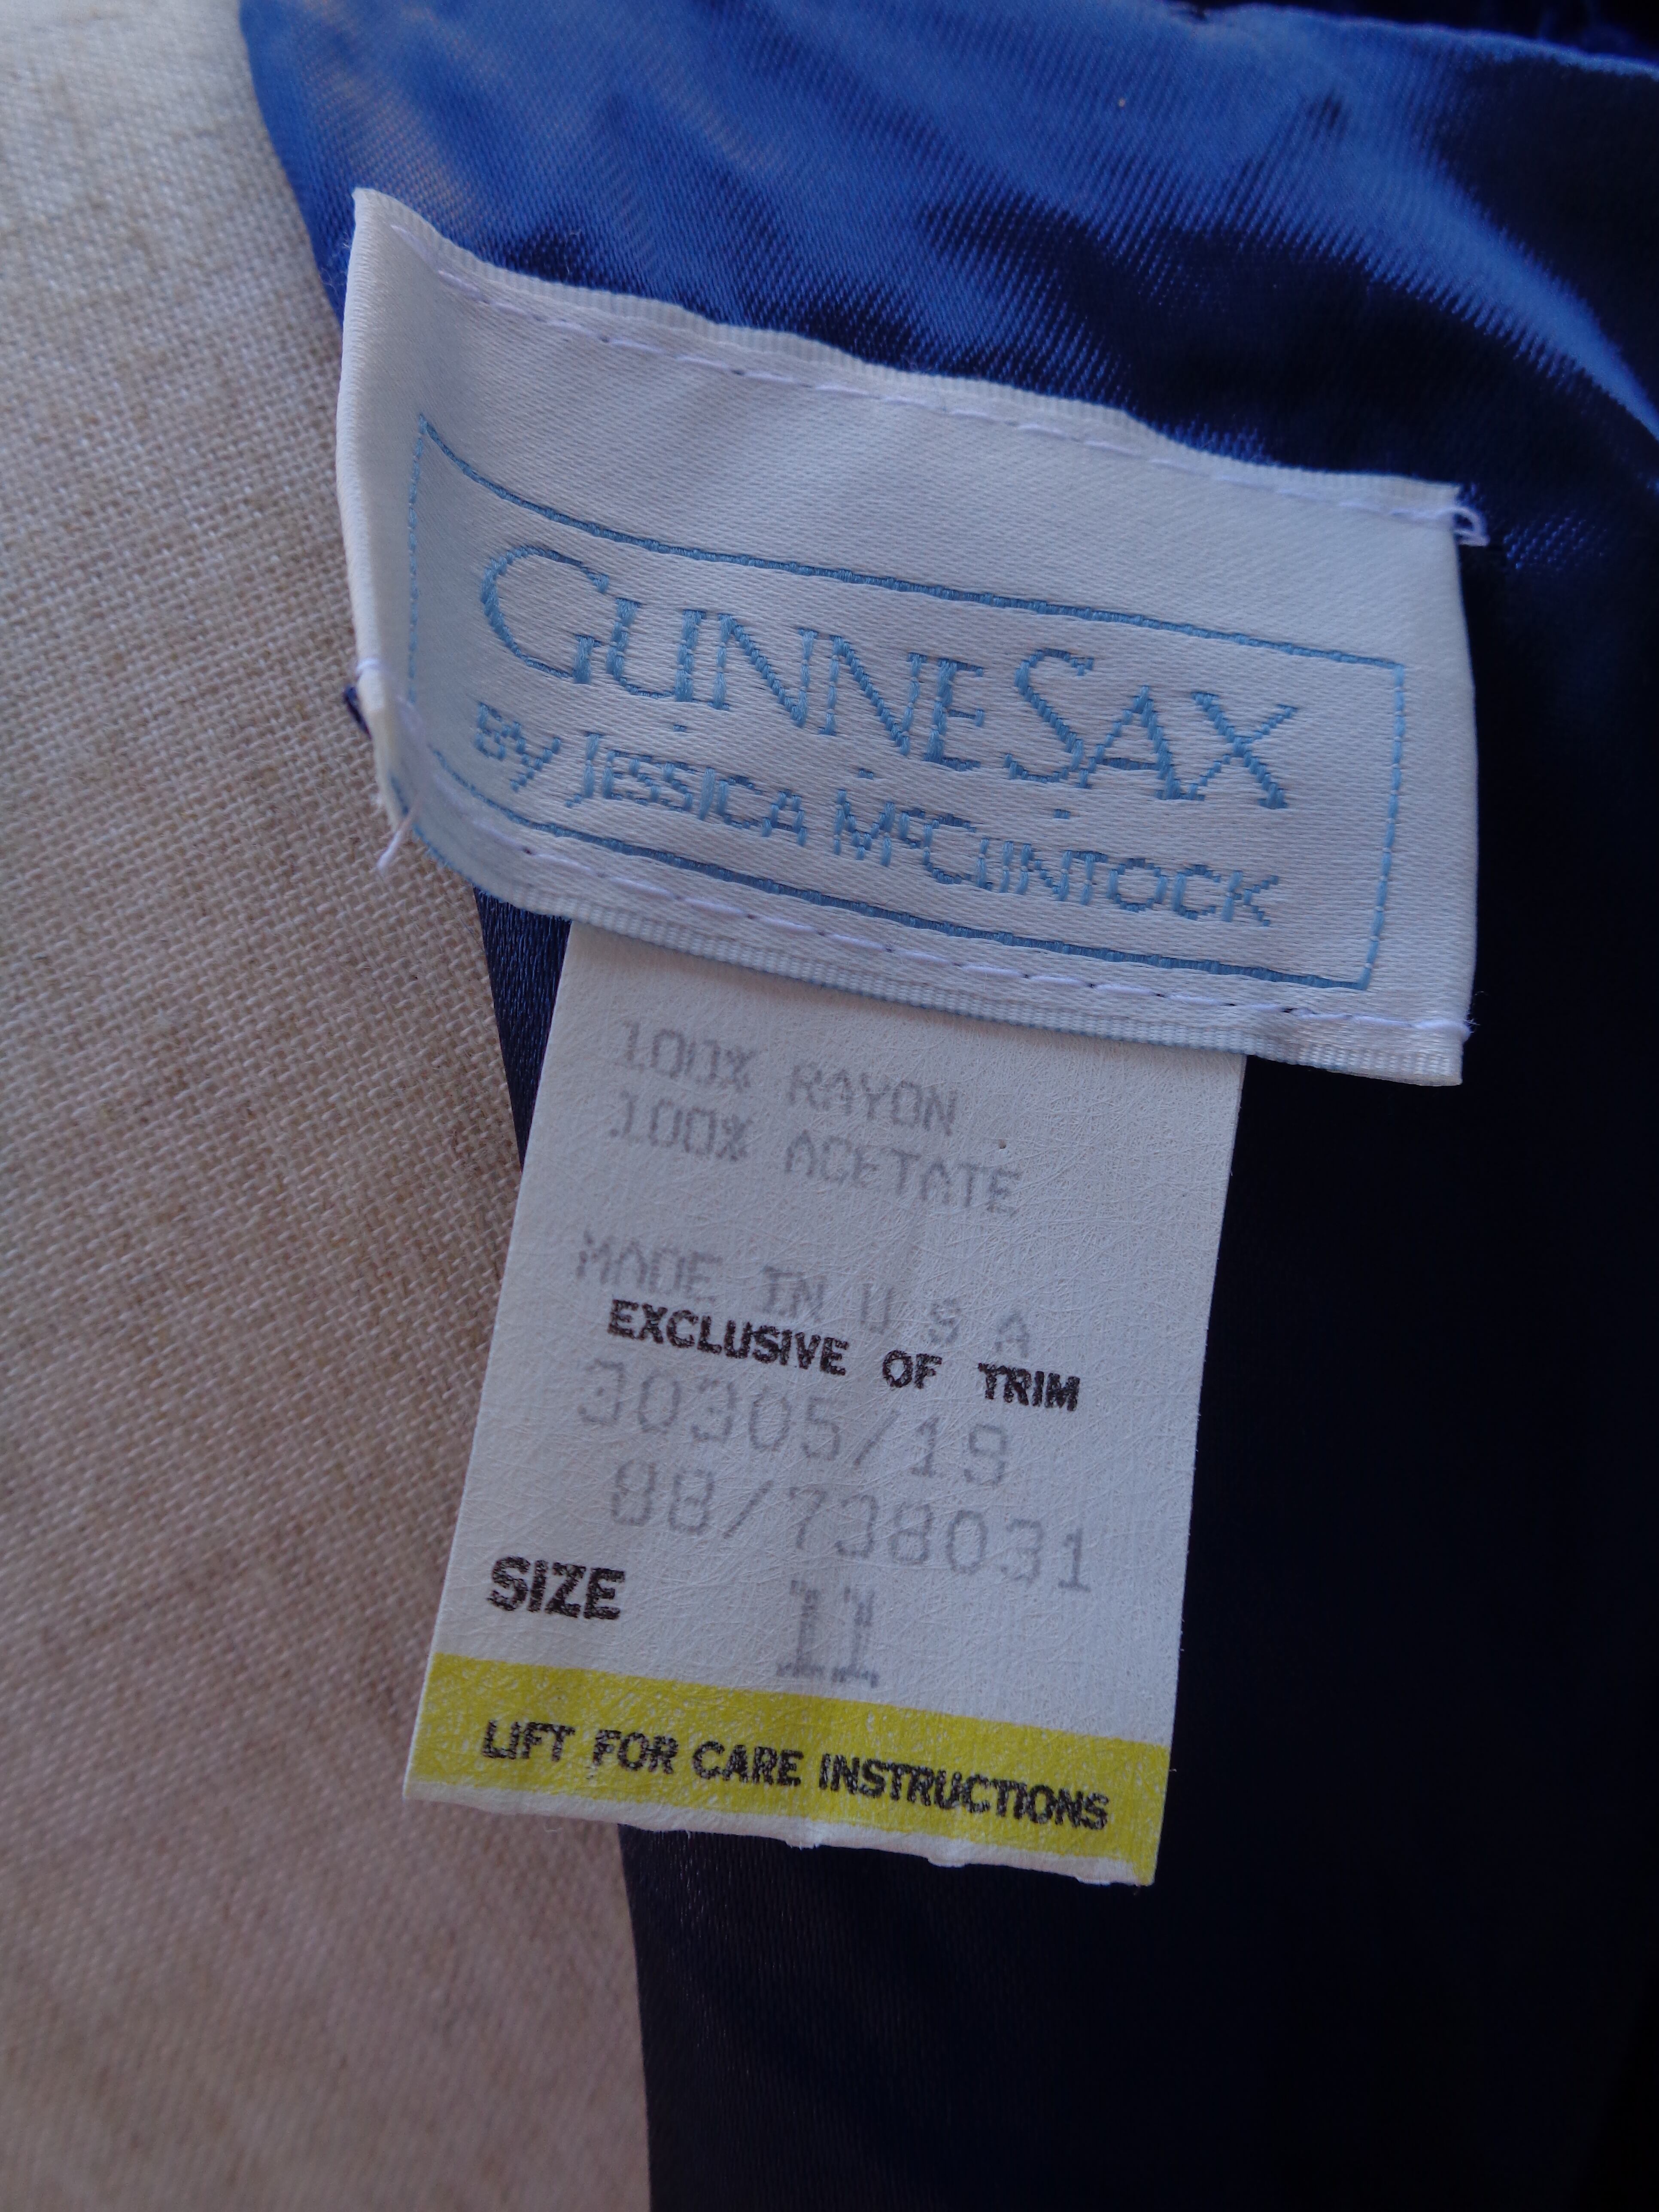 GUNNE SAX
BY JESSICA McCLINTOCK
100% RAYON
100% ACETATE
MADE IN U S A
EXCLUSIVE OF TRIM
30305/19
88/738031
SIZE 11
LIFT FOR CARE INSTRUCTIONS